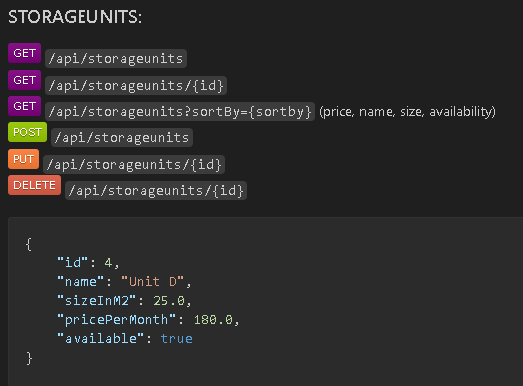 STORAGEUNITS:
GET /api/storageunits
GET /api/storageunits/{id}
GET /api/storageunits?sortBy={sortby} (price, name, size, availability)
POST /api/storageunits
PUT /api/storageunits/{id}
DELETE /api/storageunits/{id}
{
"id": 4,
"name": "Unit D",
"sizeInM2": 25.0,
"pricePerMonth": 180.0,
"available": true
}